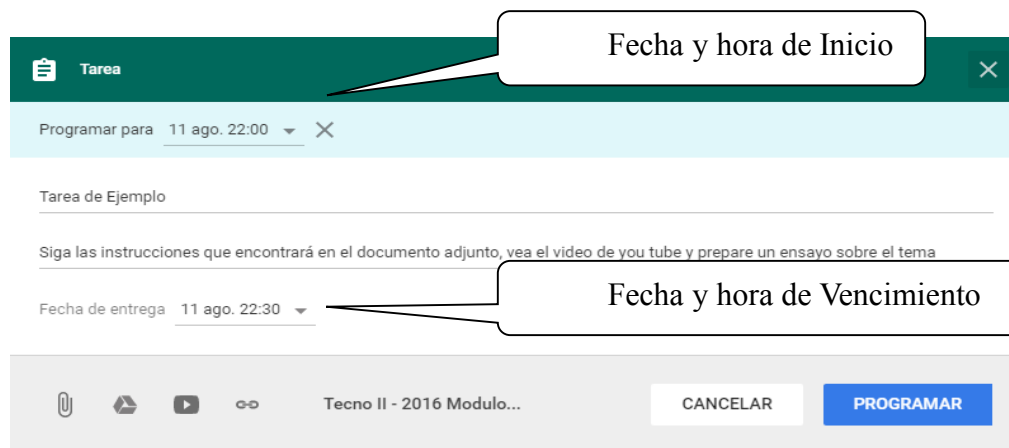 Fecha y hora de Inicio
Tarea
Programar para 11 ago. 22:00
Tarea de Ejemplo
Siga las instrucciones que encontrará en el documento adjunto, vea el video de you tube y prepare un ensayo sobre el tema
Fecha y hora de Vencimiento
Fecha de entrega 11 ago. 22:30
Tecno II - 2016 Modulo... CANCELAR PROGRAMAR